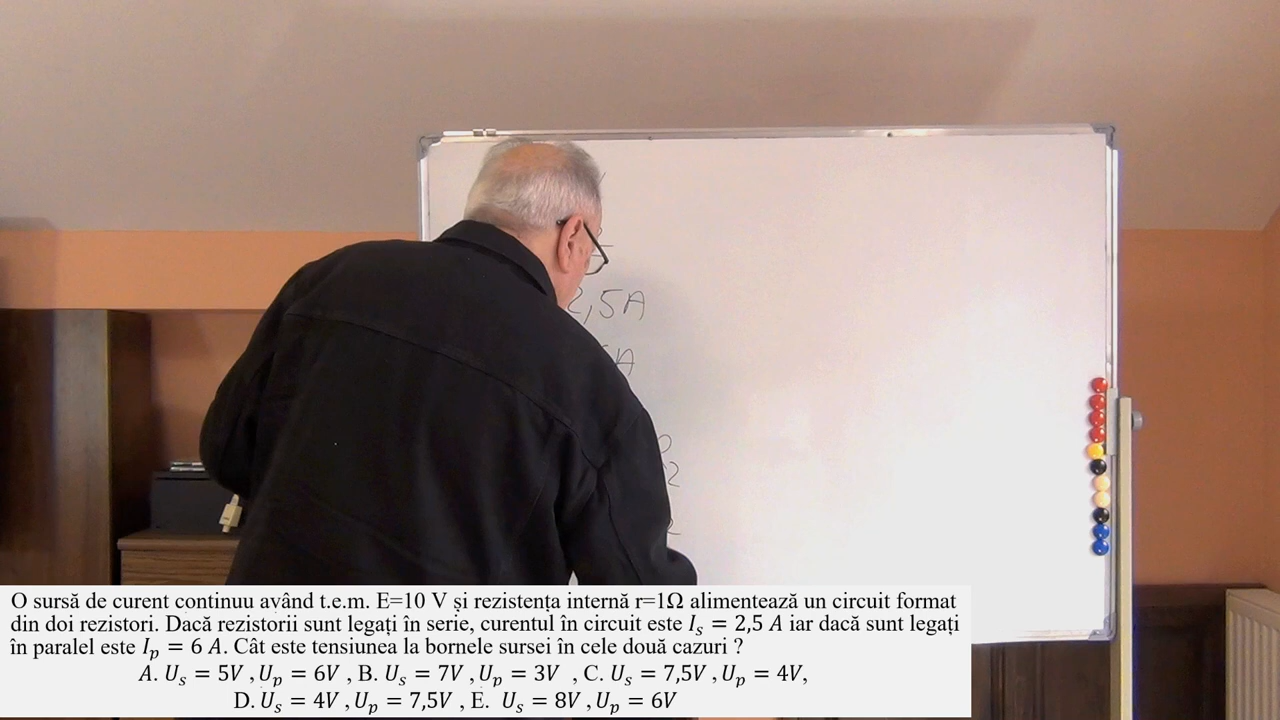 2,5A
A
2
O sursă de curent continuu având t.e.m. E=10 V și rezistența internă r=1Ω alimentează un circuit format
din doi rezistori. Dacă rezistorii sunt legați în serie, curentul în circuit este I_s = 2,5 A iar dacă sunt legați
în paralel este I_p = 6 A. Cât este tensiunea la bornele sursei în cele două cazuri ?
A. U_s = 5V , U_p = 6V , B. U_s = 7V , U_p = 3V , C. U_s = 7,5V , U_p = 4V,
D. U_s = 4V , U_p = 7,5V , E. U_s = 8V , U_p = 6V